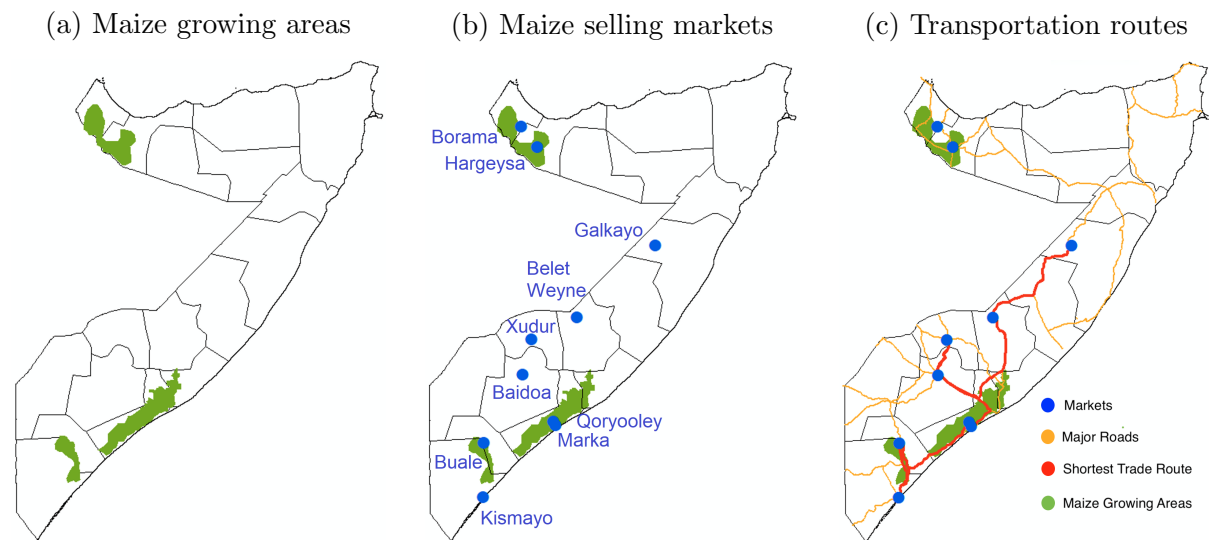 (a) Maize growing areas
(b) Maize selling markets
(c) Transportation routes
Borama
Hargeysa
Galkayo
Belet
Weyne
Xudur
Baidoa
Qoryooley
Marka
Buale
Kismayo
Markets
Major Roads
Shortest Trade Route
Maize Growing Areas